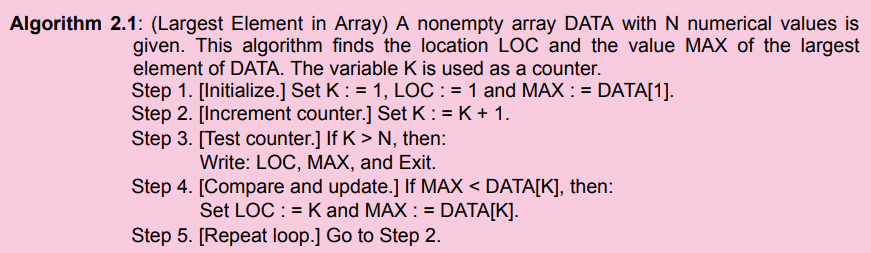 Algorithm 2.1: (Largest Element in Array) A nonempty array DATA with N numerical values is
given. This algorithm finds the location LOC and the value MAX of the largest
element of DATA. The variable K is used as a counter.
Step 1. [Initialize.] Set K : = 1, LOC : = 1 and MAX : = DATA[1].
Step 2. [Increment counter.] Set K : = K + 1.
Step 3. [Test counter.] If K > N, then:
Write: LOC, MAX, and Exit.
Step 4. [Compare and update.] If MAX < DATA[K], then:
Set LOC : = K and MAX : = DATA[K].
Step 5. [Repeat loop.] Go to Step 2.